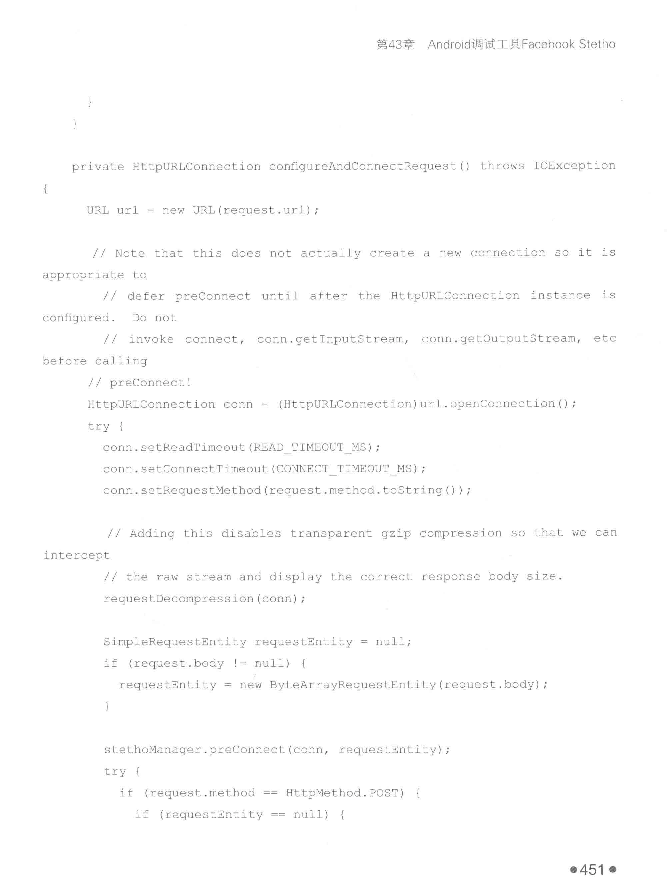 第43章 Android调试工具Facebook Stetho
}
}
private HttpURLConnection configureAndConnectRequest() throws IOException
{
URL url = new URL(request.url);
// Note that this does not actually create a new connection so it is
appropriate to
// defer preConnect until after the HttpURLConnection instance is
configured. Do not
// invoke connect, conn.getInputStream, conn.getOutputStream, etc
before calling
// preConnect!
HttpURLConnection conn = (HttpURLConnection)url.openConnection();
try {
conn.setReadTimeout(READ_TIMEOUT_MS);
conn.setConnectTimeout(CONNECT_TIMEOUT_MS);
conn.setRequestMethod(request.method.toString());
// Adding this disables transparent gzip compression so that we can
intercept
// the raw stream and display the correct response body size.
requestDecompression(conn);
SimpleRequestEntity requestEntity = null;
if (request.body != null) {
requestEntity = new ByteArrayRequestEntity(request.body);
}
stethoManager.preConnect(conn, requestEntity);
try {
if (request.method == HttpMethod.POST) {
if (requestEntity == null) {
●451●